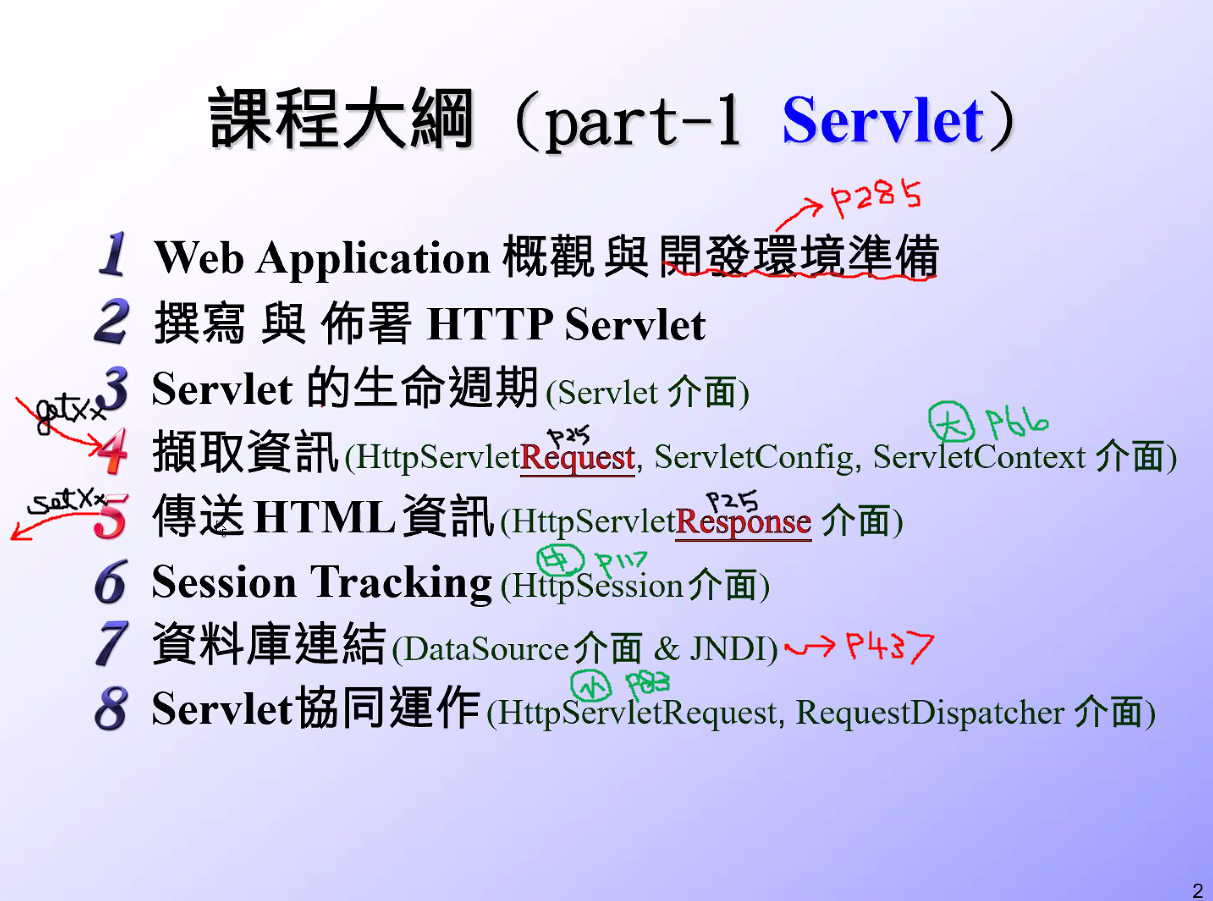 課程大綱 (part-1 Servlet)
p285
1 Web Application 概觀 與 開發環境準備
2 撰寫 與 佈署 HTTP Servlet
3 Servlet 的生命週期 (Servlet 介面)
getXx
大 p66
p25
4 擷取資訊 (HttpServletRequest, ServletConfig, ServletContext 介面)
setXx
p25
5 傳送 HTML 資訊 (HttpServletResponse 介面)
中 p117
6 Session Tracking (HttpSession 介面)
7 資料庫連結 (DataSource 介面 & JNDI) p437
小 p83
8 Servlet協同運作 (HttpServletRequest, RequestDispatcher 介面)
2